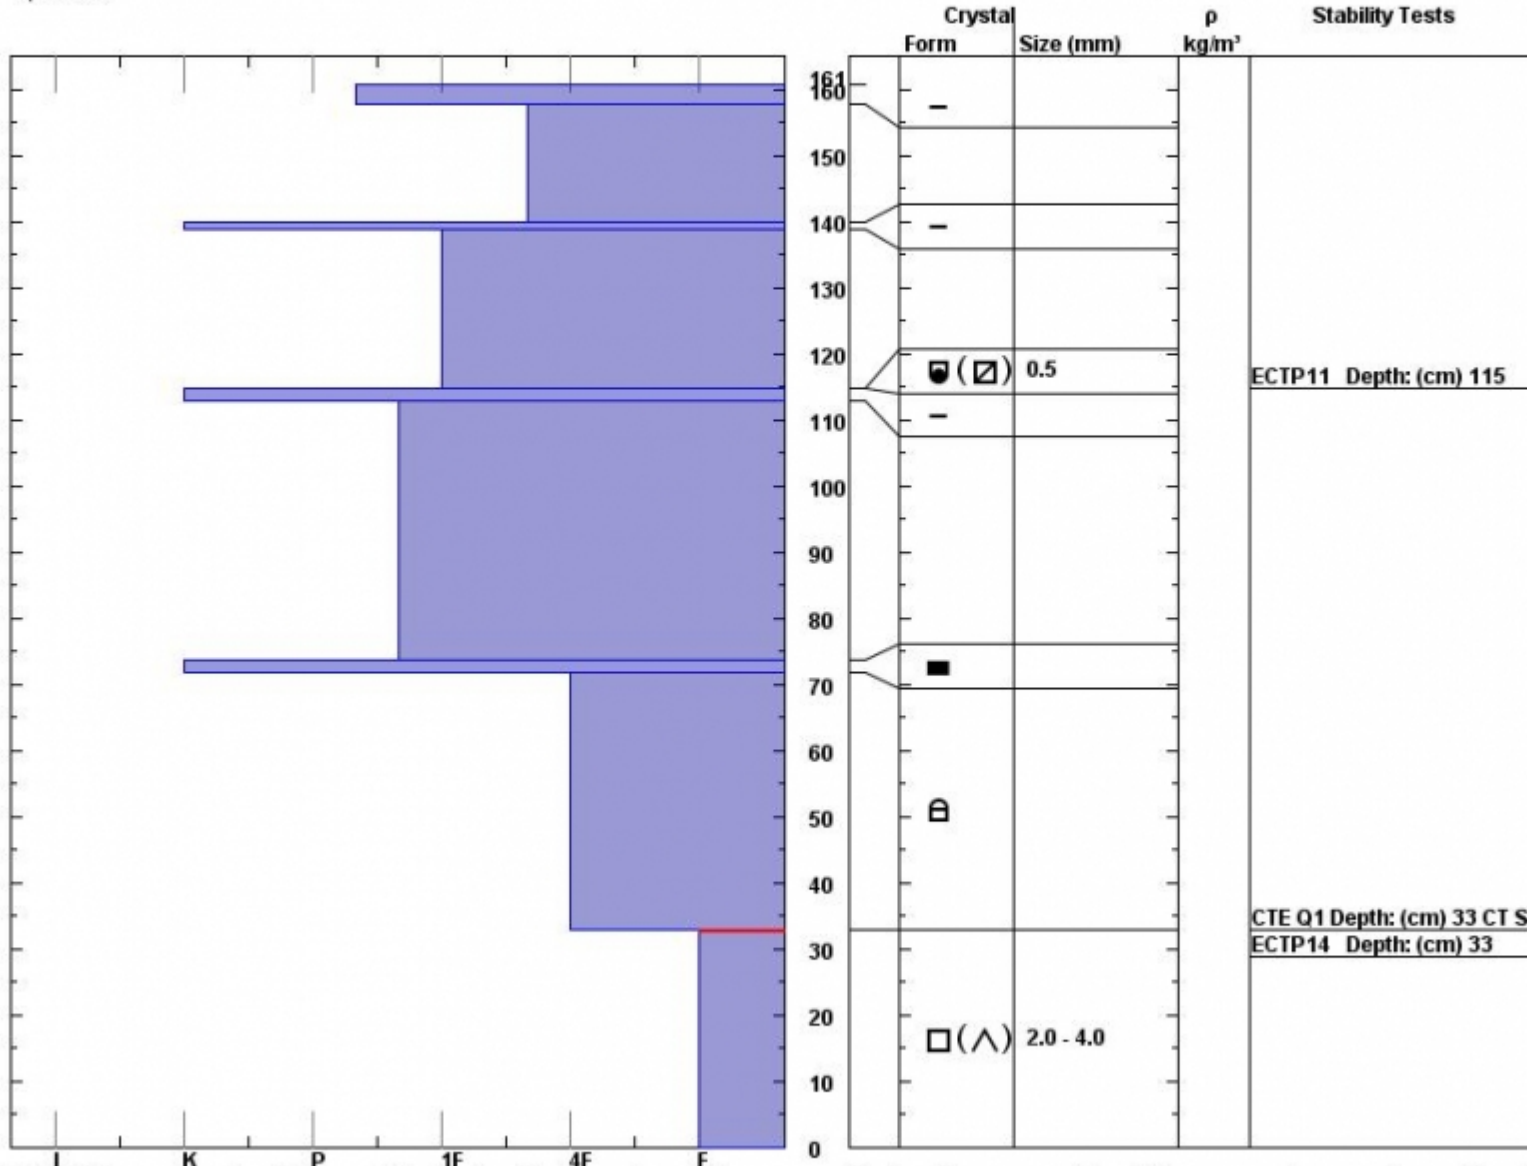 Crystal ρ Stability Tests
Form Size (mm) kg/m³
161
160
150
140
130
120
0.5
ECTP11 Depth: (cm) 115
110
100
90
80
70
60
50
40
CTE Q1 Depth: (cm) 33 CT S
30
ECTP14 Depth: (cm) 33
20
2.0 - 4.0
10
0
I K P 1F 4F F